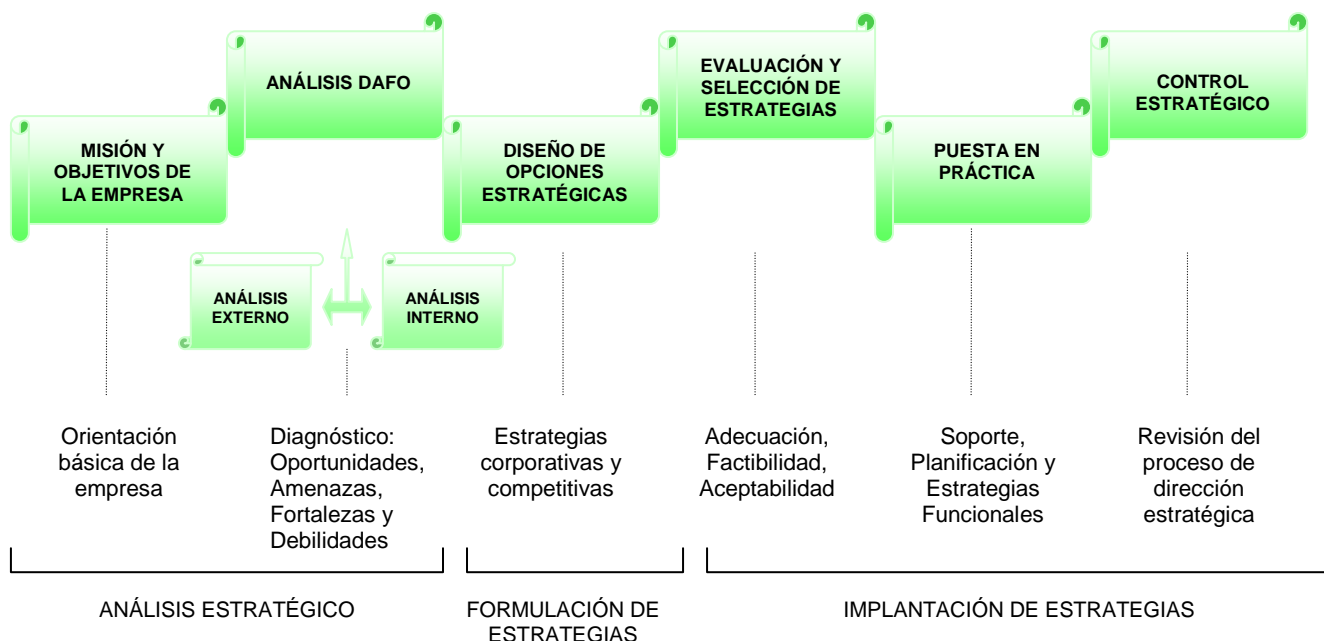 ANÁLISIS DAFO
EVALUACIÓN Y
SELECCIÓN DE
ESTRATEGIAS
CONTROL
ESTRATÉGICO
MISIÓN Y
OBJETIVOS DE
LA EMPRESA
DISEÑO DE
OPCIONES
ESTRATÉGICAS
PUESTA EN
PRÁCTICA
ANÁLISIS
EXTERNO
ANÁLISIS
INTERNO
Orientación
básica de la
empresa
Diagnóstico:
Oportunidades,
Amenazas,
Fortalezas y
Debilidades
Estrategias
corporativas y
competitivas
Adecuación,
Factibilidad,
Aceptabilidad
Soporte,
Planificación y
Estrategias
Funcionales
Revisión del
proceso de
dirección
estratégica
ANÁLISIS ESTRATÉGICO
FORMULACIÓN DE
ESTRATEGIAS
IMPLANTACIÓN DE ESTRATEGIAS